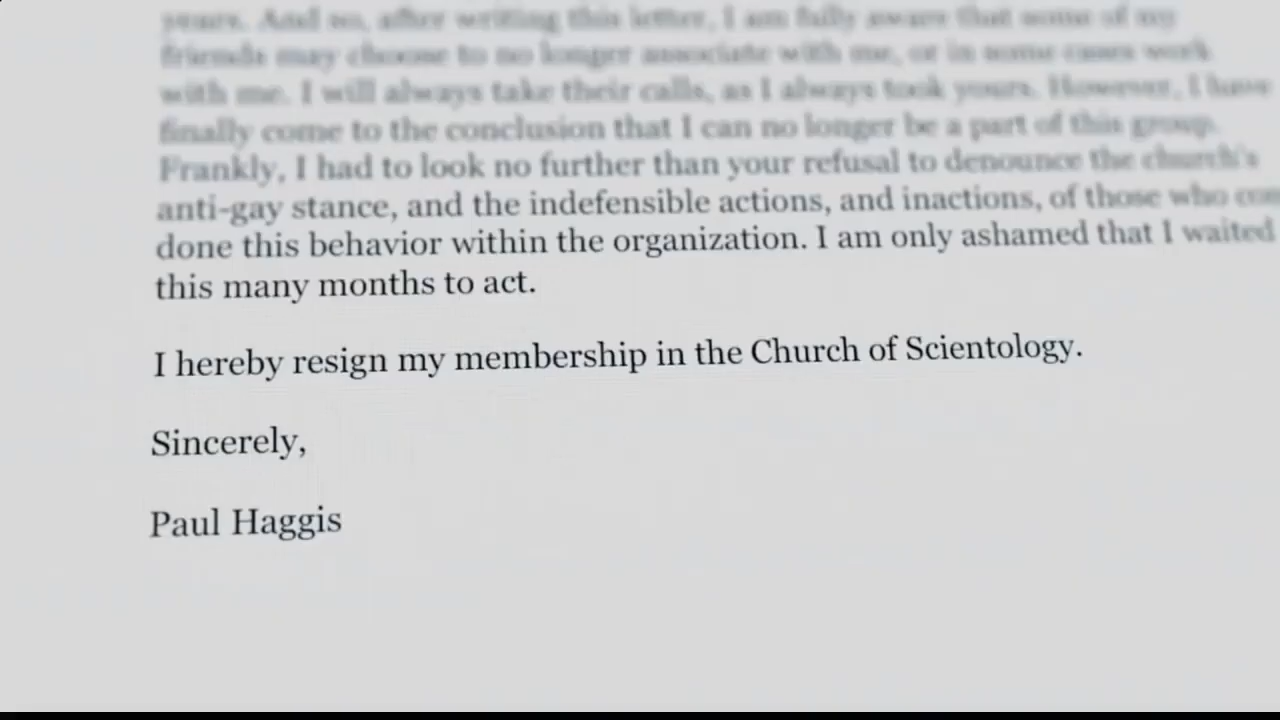 years. And so, after writing this letter, I am fully aware that some of my
friends may choose to no longer associate with me, or in some cases work
with me. I will always take their calls, as I always took yours. However, I have
finally come to the conclusion that I can no longer be a part of this group.
Frankly, I had to look no further than your refusal to denounce the church's
anti-gay stance, and the indefensible actions, and inactions, of those who con
done this behavior within the organization. I am only ashamed that I waited
this many months to act.
I hereby resign my membership in the Church of Scientology.
Sincerely,
Paul Haggis